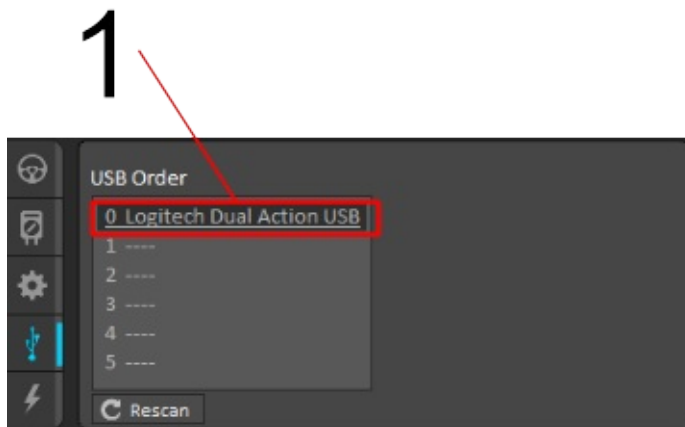 1
USB Order
0 Logitech Dual Action USB
1 ----
2 ----
3 ----
4 ----
5 ----
Rescan